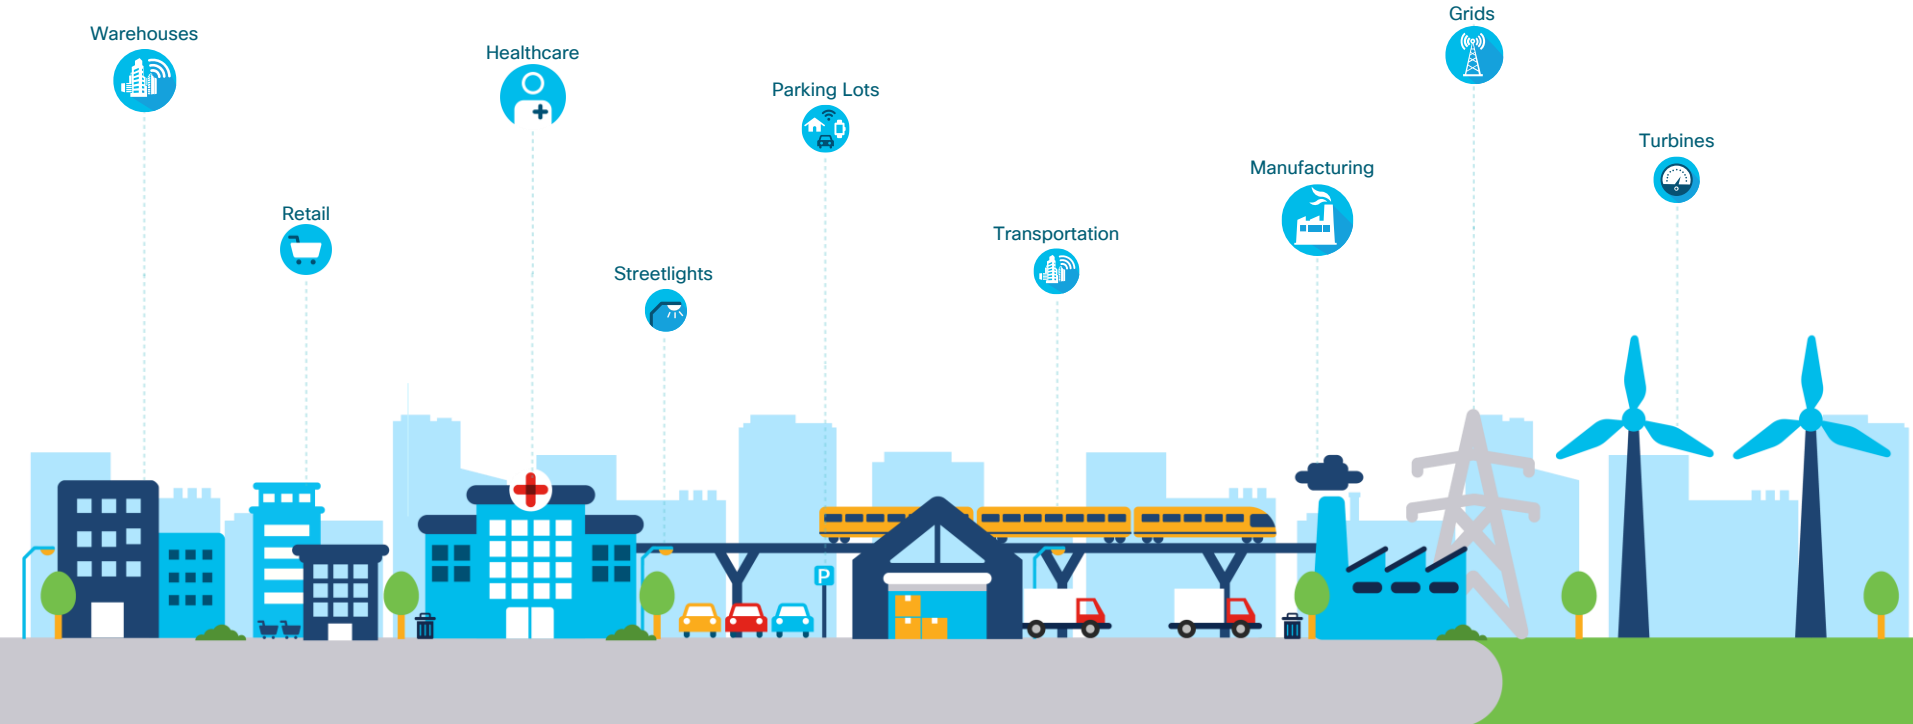 Warehouses
Retail
Healthcare
Streetlights
Parking Lots
Transportation
Manufacturing
Grids
Turbines
P